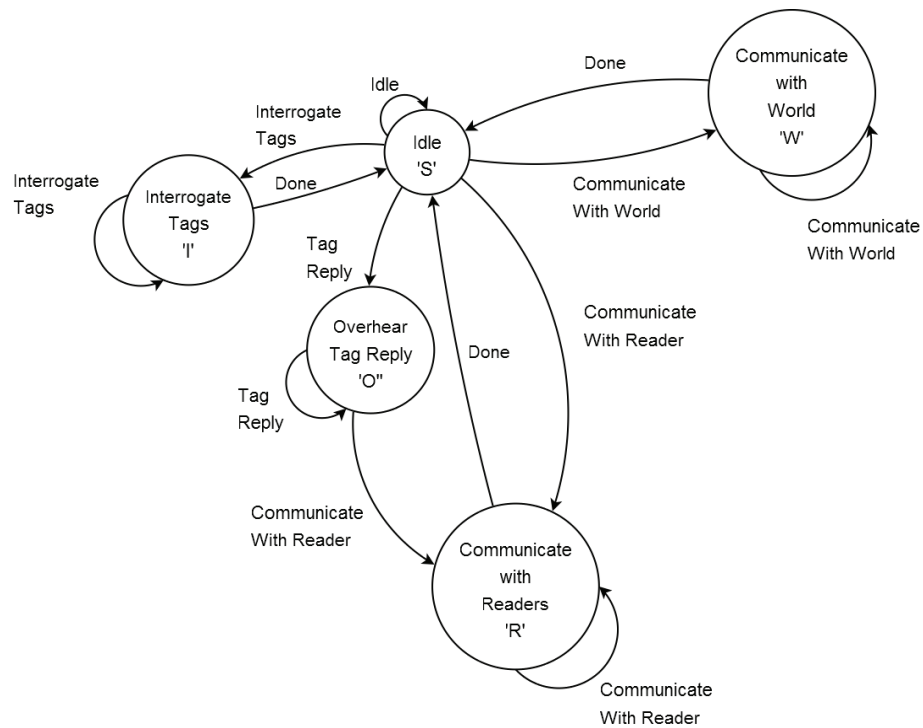 Communicate
with
World
'W'
Done
Idle
Interrogate
Tags
Idle
'S'
Communicate
With World
Interrogate
Tags
Interrogate
Tags
'I'
Done
Communicate
With World
Tag
Reply
Communicate
With Reader
Overhear
Tag Reply
'O"
Done
Tag
Reply
Communicate
With Reader
Communicate
with
Readers
'R'
Communicate
With Reader